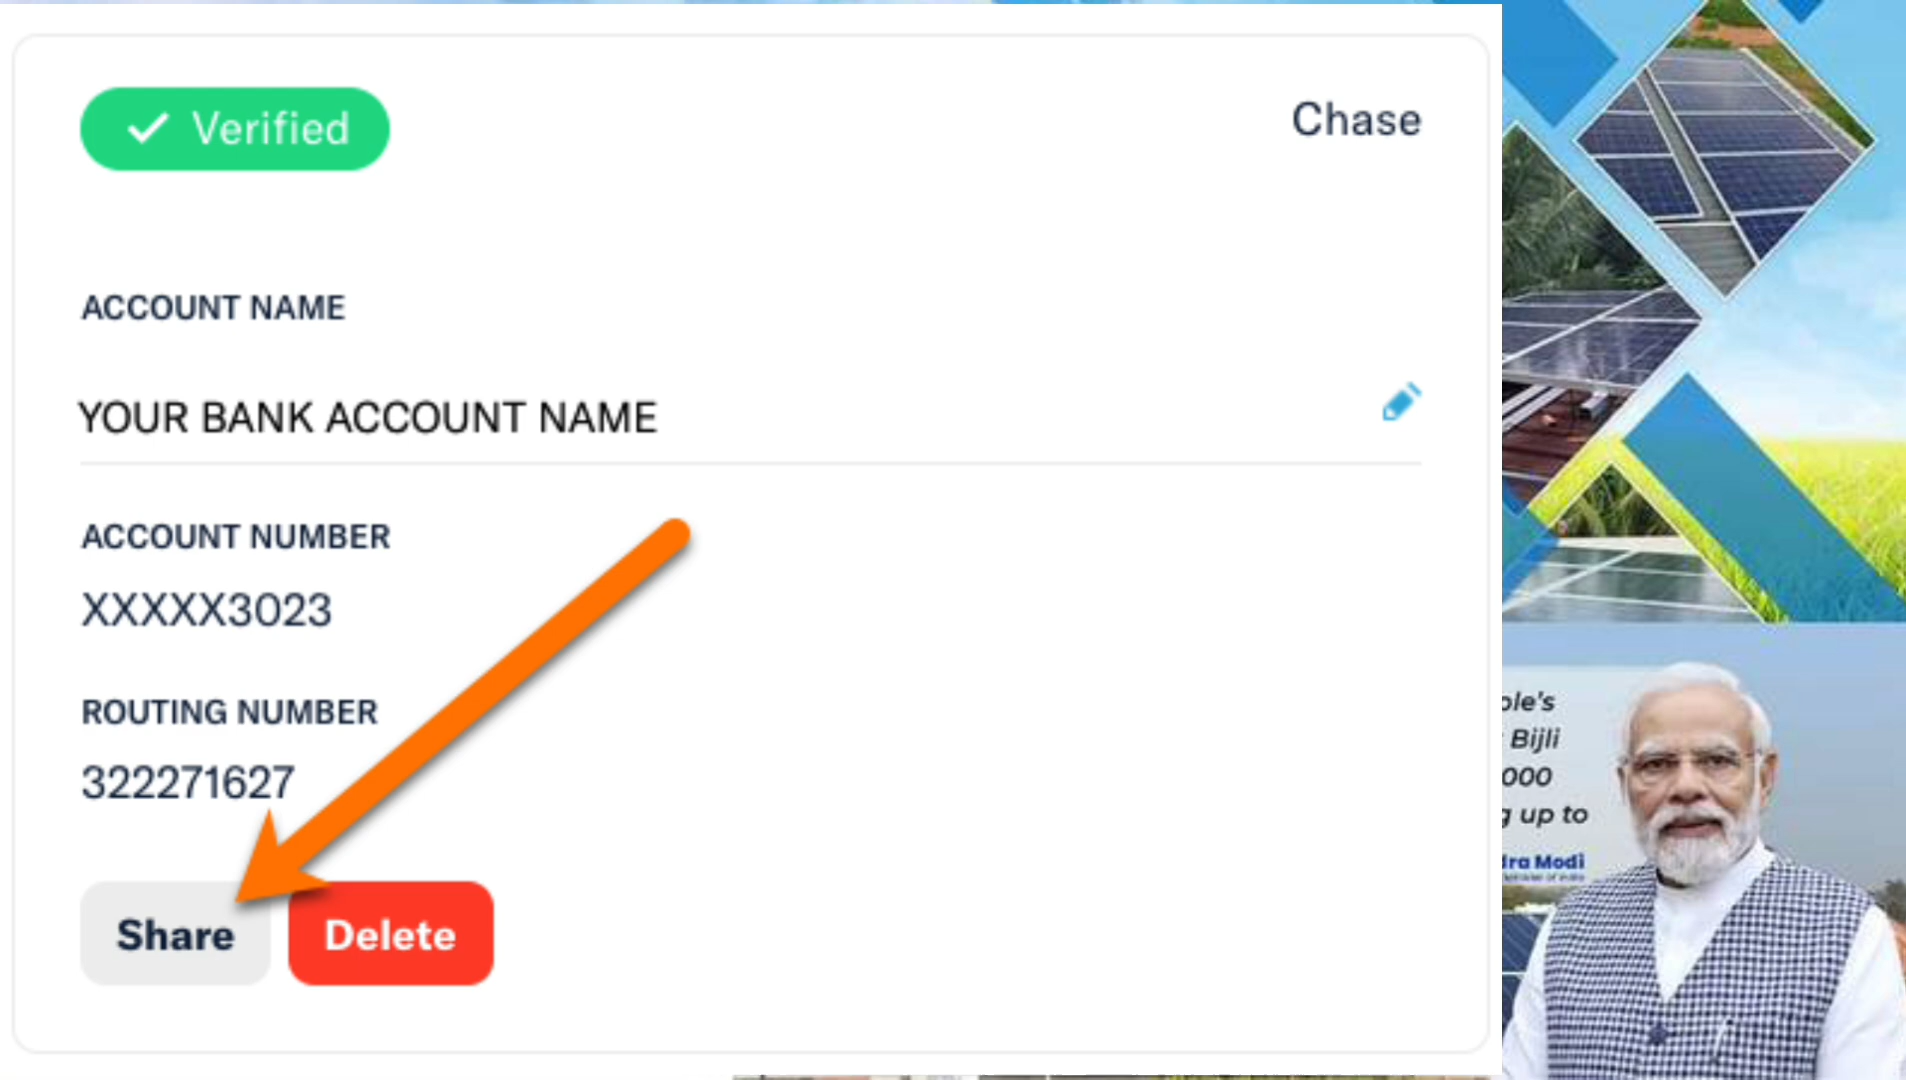 Verified
Chase
ACCOUNT NAME
YOUR BANK ACCOUNT NAME
ACCOUNT NUMBER
XXXXX3023
ROUTING NUMBER
322271627
Share
Delete
ple's
Bijli
000
g up to
dra Modi